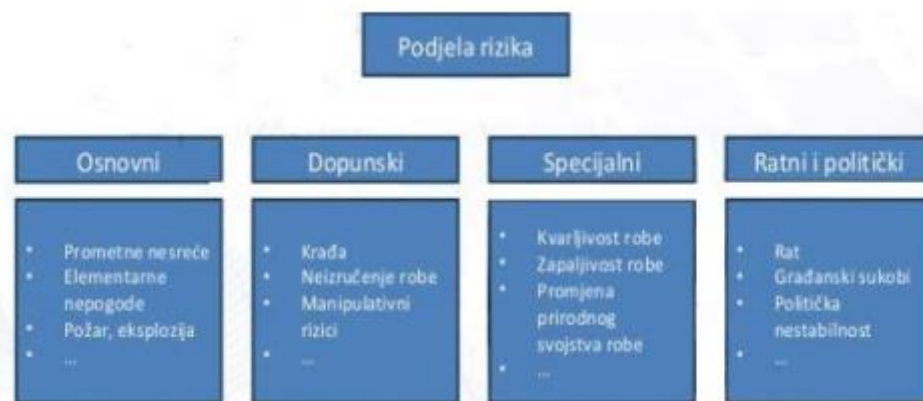 Podjela rizika
Osnovni
• Prometne nesreće
• Elementarne
nepogode
• Požar, eksplozija
• ...
Dopunski
• Krađa
• Neizručenje robe
• Manipulativni
rizici
• ...
Specijalni
• Kvarljivost robe
• Zapaljivost robe
• Promjena
prirodnog
svojstva robe
• ...
Ratni i politički
• Rat
• Građanski sukobi
• Politička
nestabilnost
• ...